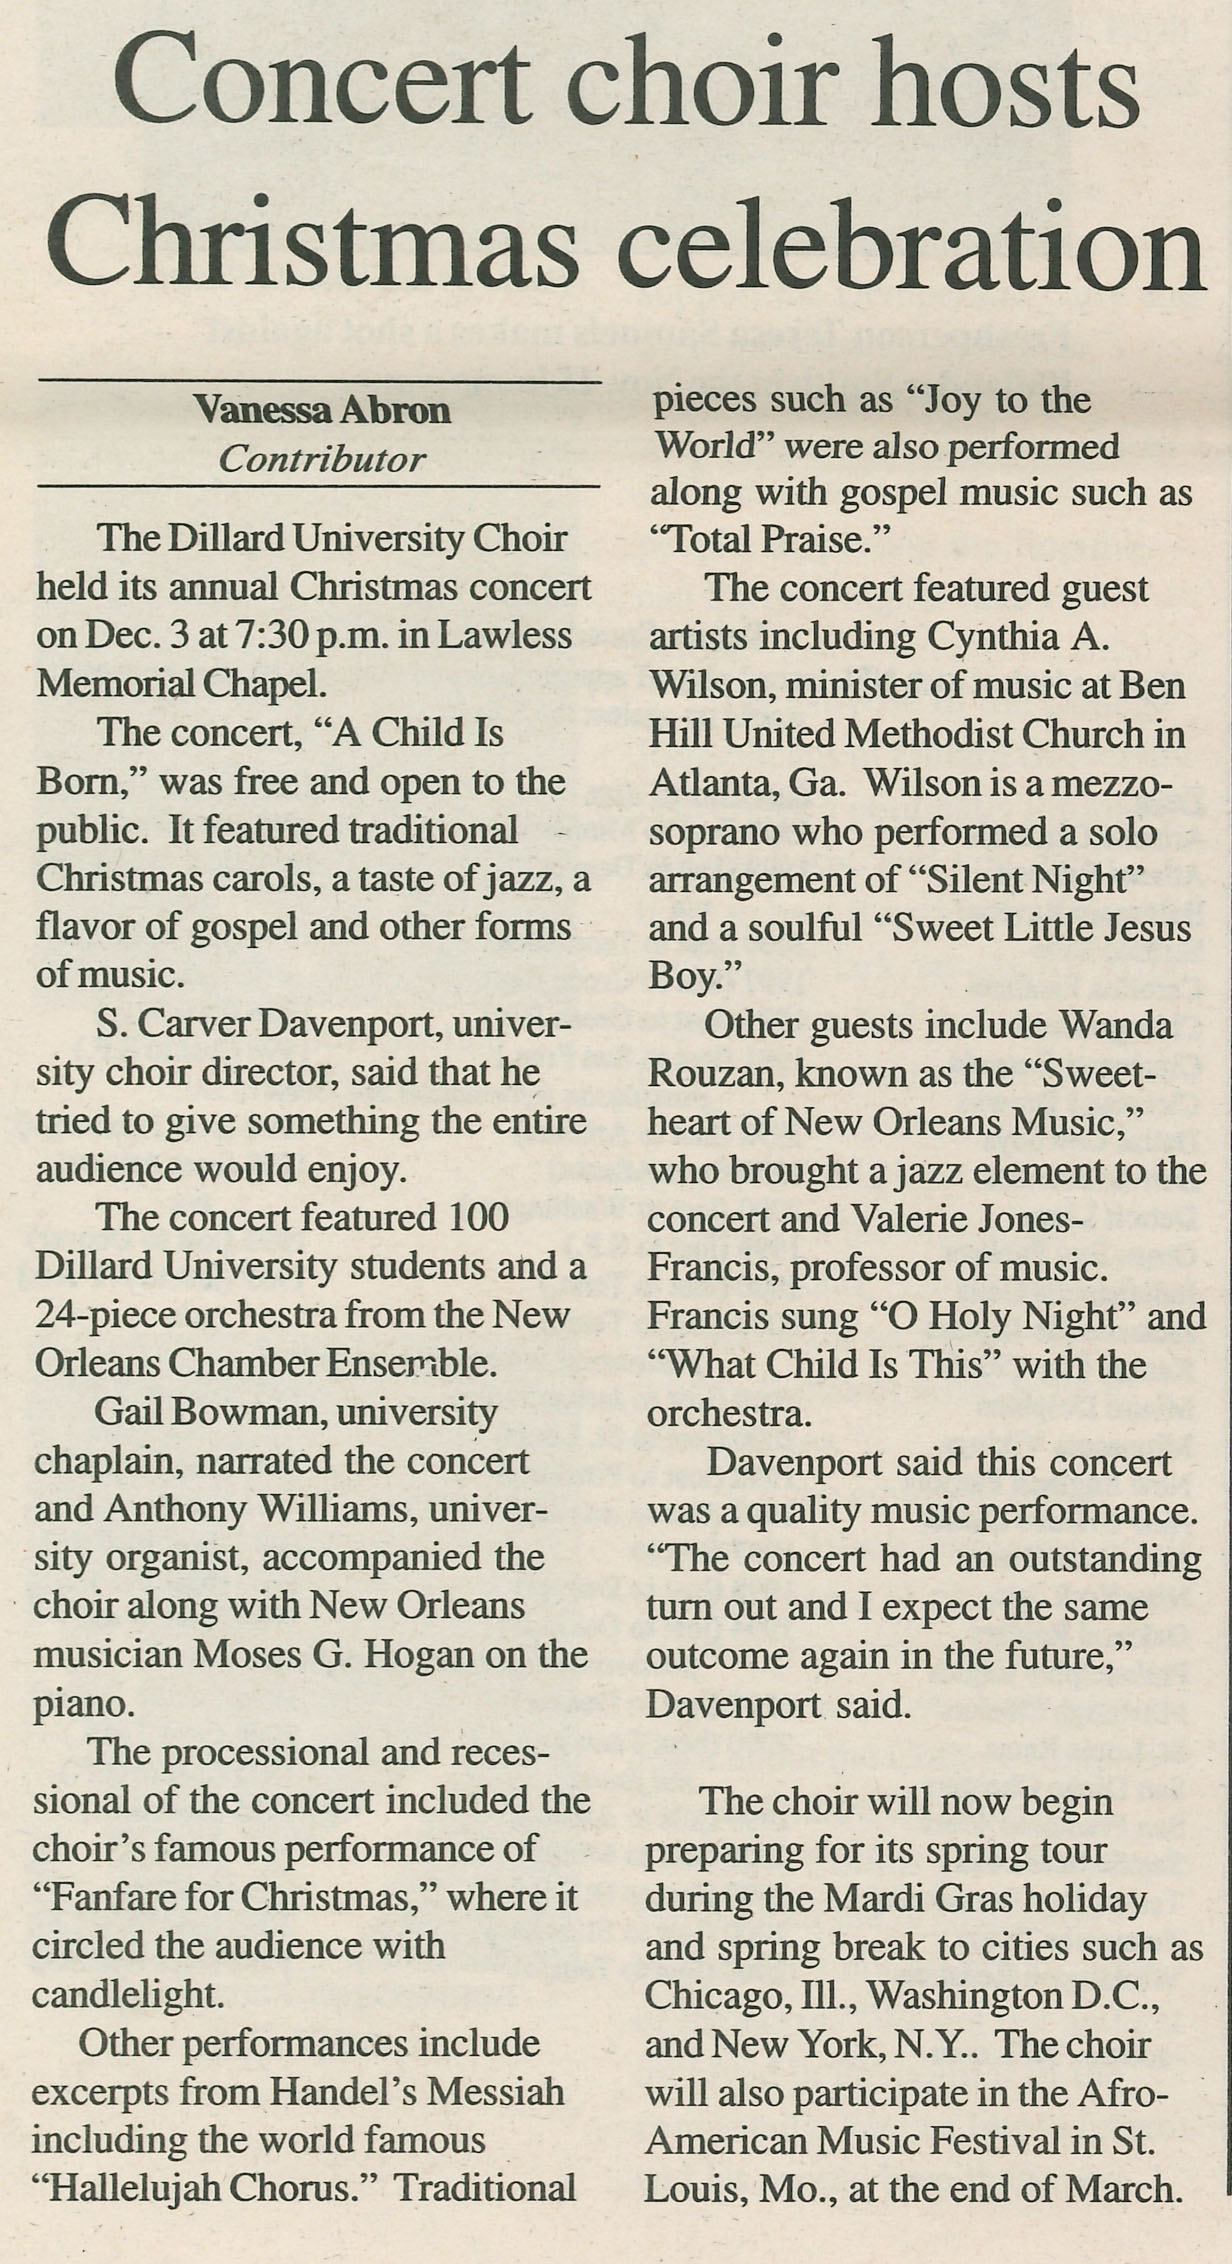 Concert choir hosts
Christmas celebration
Vanessa Abron
Contributor
The Dillard University Choir
held its annual Christmas concert
on Dec. 3 at 7:30 p.m. in Lawless
Memorial Chapel.
The concert, “A Child Is
Born,” was free and open to the
public. It featured traditional
Christmas carols, a taste of jazz, a
flavor of gospel and other forms
of music.
S. Carver Davenport, univer-
sity choir director, said that he
tried to give something the entire
audience would enjoy.
The concert featured 100
Dillard University students and a
24-piece orchestra from the New
Orleans Chamber Ensemble.
Gail Bowman, university
chaplain, narrated the concert
and Anthony Williams, univer-
sity organist, accompanied the
choir along with New Orleans
musician Moses G. Hogan on the
piano.
The processional and reces-
sional of the concert included the
choir’s famous performance of
“Fanfare for Christmas,” where it
circled the audience with
candlelight.
Other performances include
excerpts from Handel’s Messiah
including the world famous
“Hallelujah Chorus.” Traditional
pieces such as “Joy to the
World” were also performed
along with gospel music such as
“Total Praise.”
The concert featured guest
artists including Cynthia A.
Wilson, minister of music at Ben
Hill United Methodist Church in
Atlanta, Ga. Wilson is a mezzo-
soprano who performed a solo
arrangement of “Silent Night”
and a soulful “Sweet Little Jesus
Boy.”
Other guests include Wanda
Rouzan, known as the “Sweet-
heart of New Orleans Music,”
who brought a jazz element to the
concert and Valerie Jones-
Francis, professor of music.
Francis sung “O Holy Night” and
“What Child Is This” with the
orchestra.
Davenport said this concert
was a quality music performance.
“The concert had an outstanding
turn out and I expect the same
outcome again in the future,”
Davenport said.
The choir will now begin
preparing for its spring tour
during the Mardi Gras holiday
and spring break to cities such as
Chicago, Ill., Washington D.C.,
and New York, N.Y.. The choir
will also participate in the Afro-
American Music Festival in St.
Louis, Mo., at the end of March.